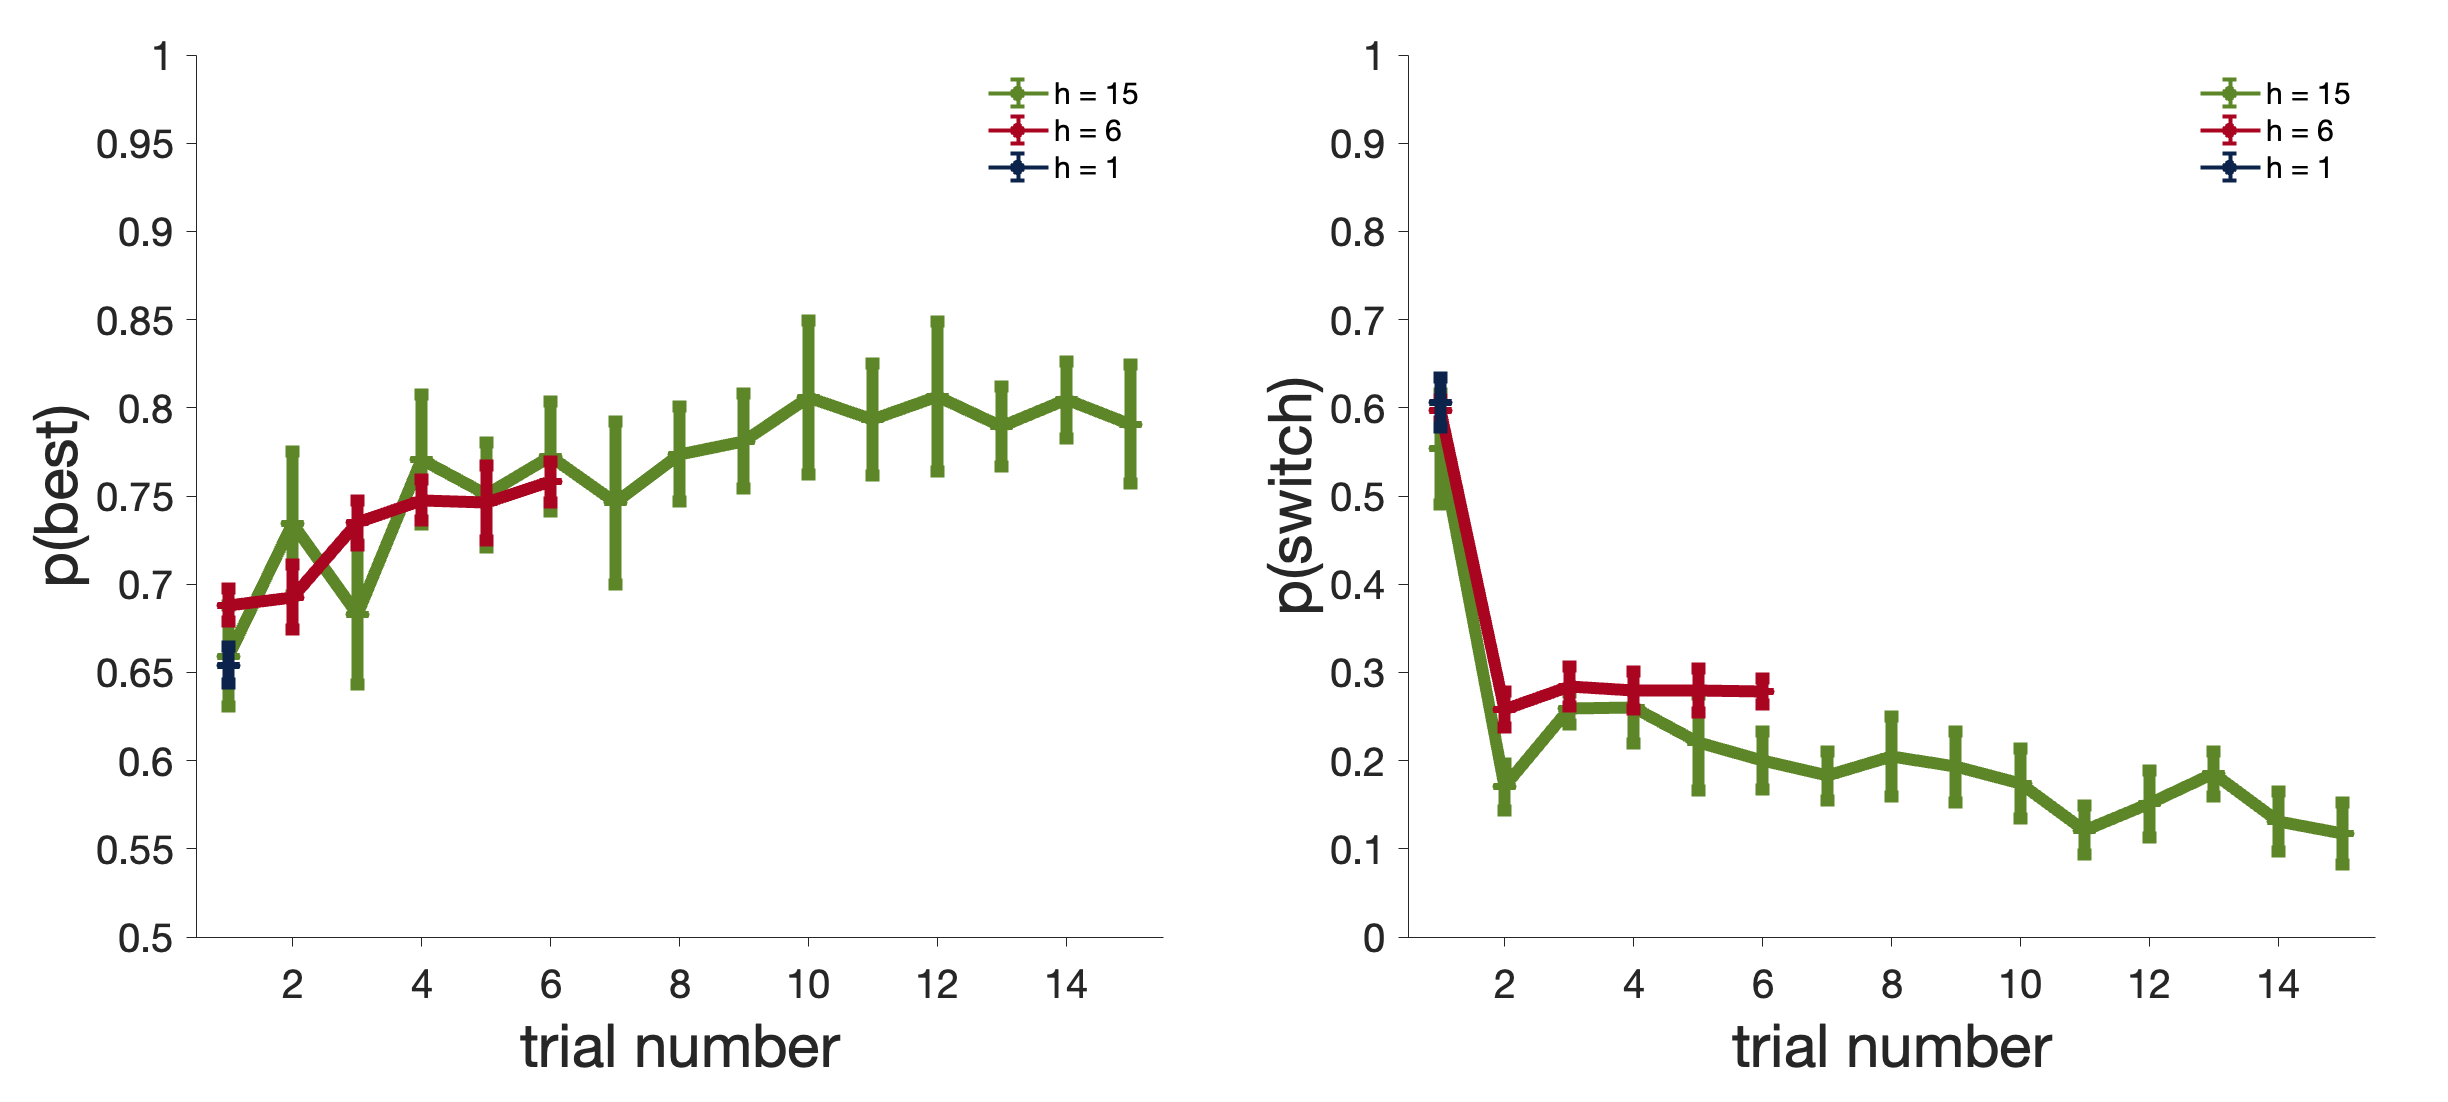 1
0.95
0.9
0.85
0.8
0.75
0.7
0.65
0.6
0.55
0.5
p(best)
2 4 6 8 10 12 14
trial number
h = 15
h = 6
h = 1
1
0.9
0.8
0.7
0.6
0.5
0.4
0.3
0.2
0.1
0
p(switch)
2 4 6 8 10 12 14
trial number
h = 15
h = 6
h = 1